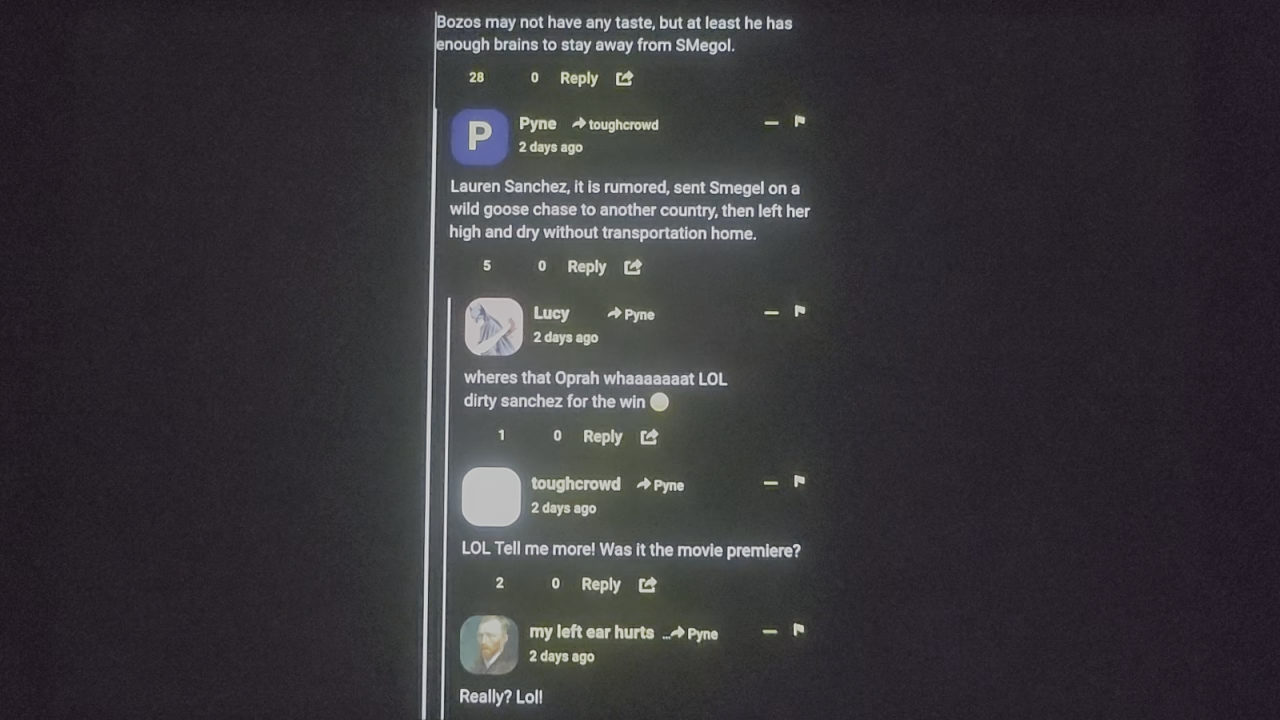 Bozos may not have any taste, but at least he has
enough brains to stay away from SMegol.
28 0 Reply
P
Pyne toughcrowd
2 days ago
Lauren Sanchez, it is rumored, sent Smegel on a
wild goose chase to another country, then left her
high and dry without transportation home.
5 0 Reply
Lucy Pyne
2 days ago
wheres that Oprah whaaaaaaat LOL
dirty sanchez for the win
1 0 Reply
toughcrowd Pyne
2 days ago
LOL Tell me more! Was it the movie premiere?
2 0 Reply
my left ear hurts ... Pyne
2 days ago
Really? Lol!